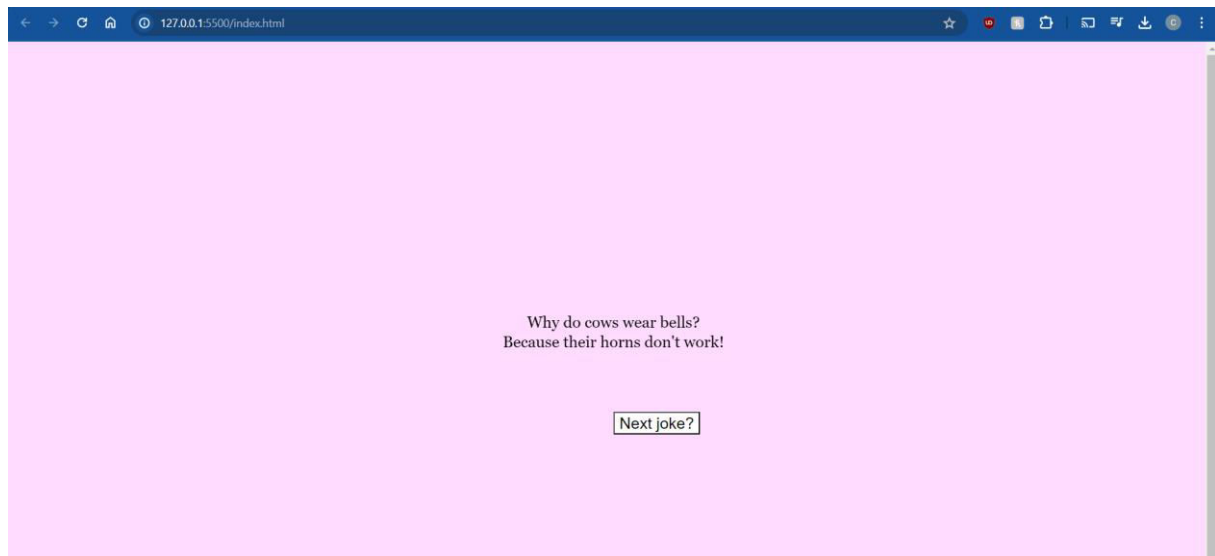 127.0.0.1:5500/index.html
Why do cows wear bells?
Because their horns don't work!
Next joke?